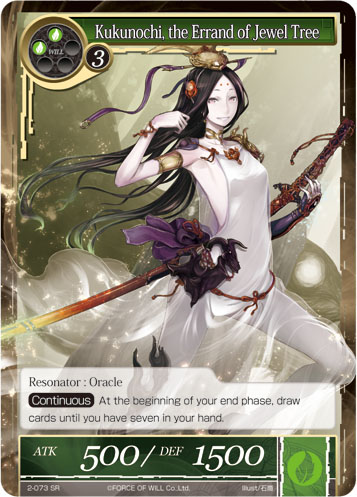 Kukunochi, the Errand of Jewel Tree
WILL
3
Resonator : Oracle
Continuous At the beginning of your end phase, draw
cards until you have seven in your hand.
ATK 500 / DEF 1500
2-073 SR ©FORCE OF WILL Co.,Ltd. Illust/石鹿